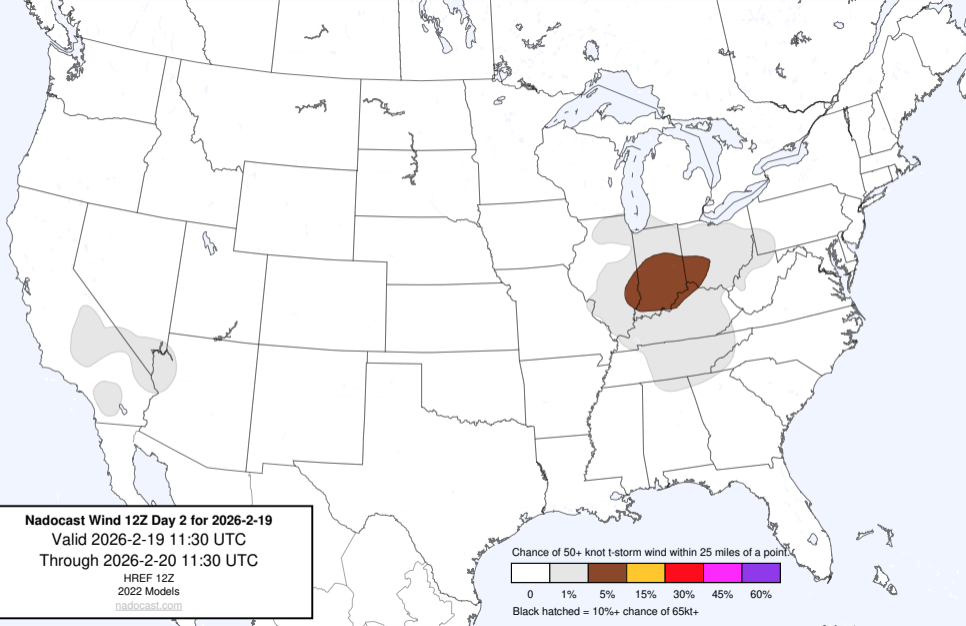 Nadocast Wind 12Z Day 2 for 2026-2-19
Valid 2026-2-19 11:30 UTC
Through 2026-2-20 11:30 UTC
HREF 12Z
2022 Models
nadocast.com
Chance of 50+ knot t-storm wind within 25 miles of a point.
0 1% 5% 15% 30% 45% 60%
Black hatched = 10%+ chance of 65kt+